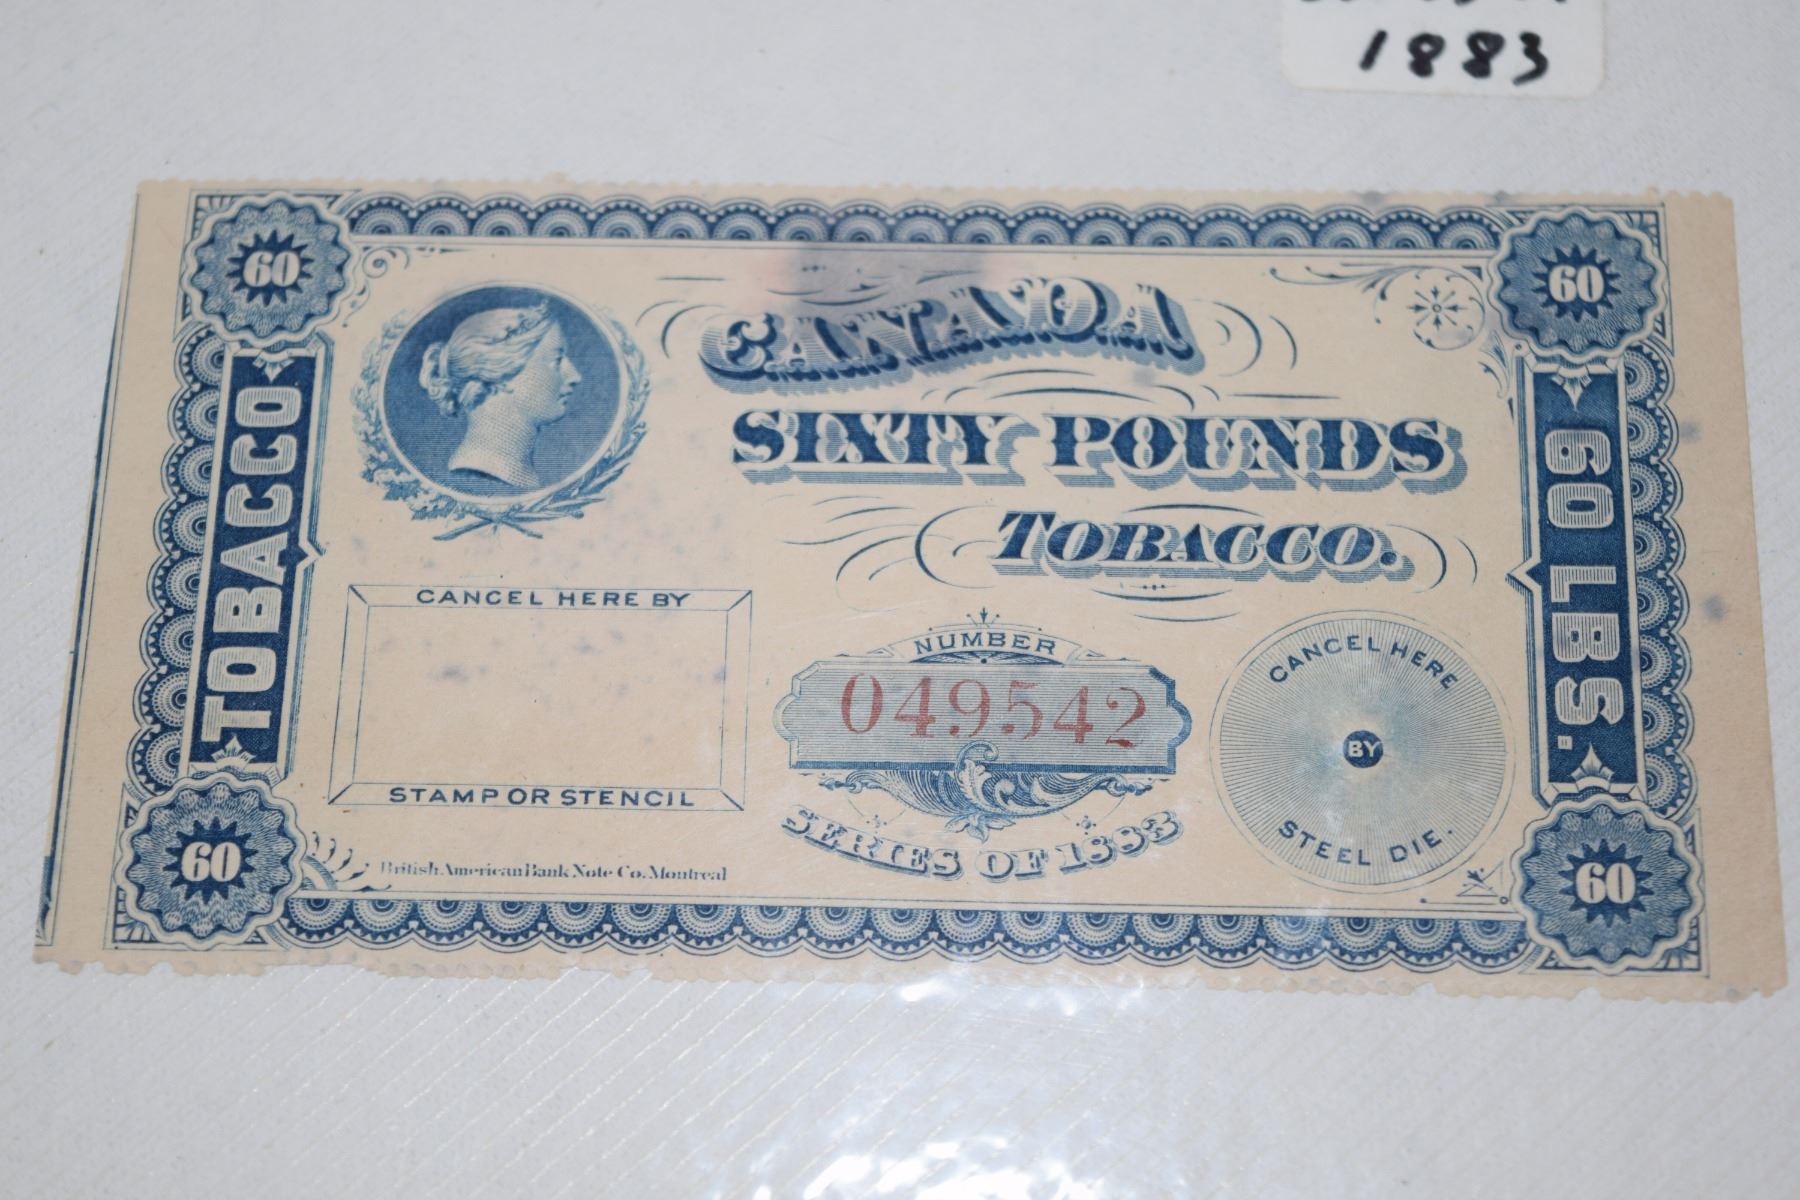 1883
60
60
CANADA
SIXTY POUNDS
TOBACCO.
TOBACCO
60 LBS.
CANCEL HERE BY
STAMP OR STENCIL
NUMBER
049542
SERIES OF 1883
CANCEL HERE
BY
STEEL DIE.
60
British American Bank Note Co. Montreal
60